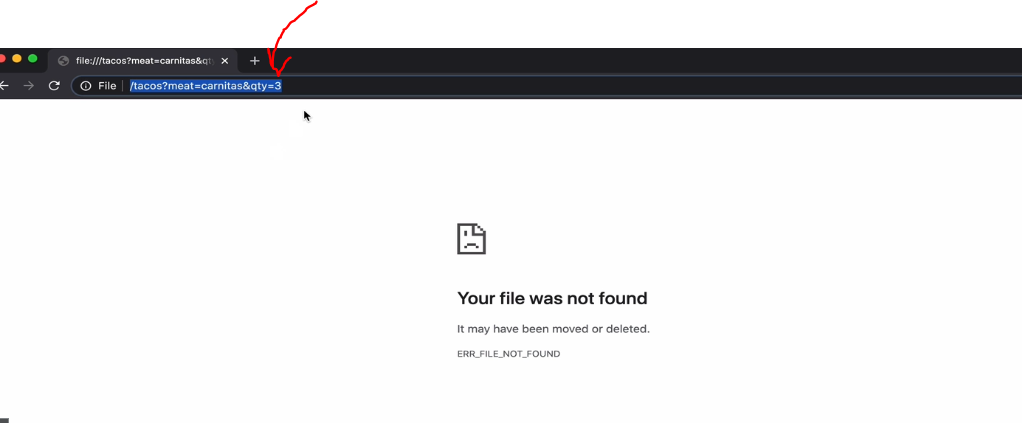 file:///tacos?meat=carnitas&qt
File
/tacos?meat=carnitas&qty=3
Your file was not found
It may have been moved or deleted.
ERR_FILE_NOT_FOUND